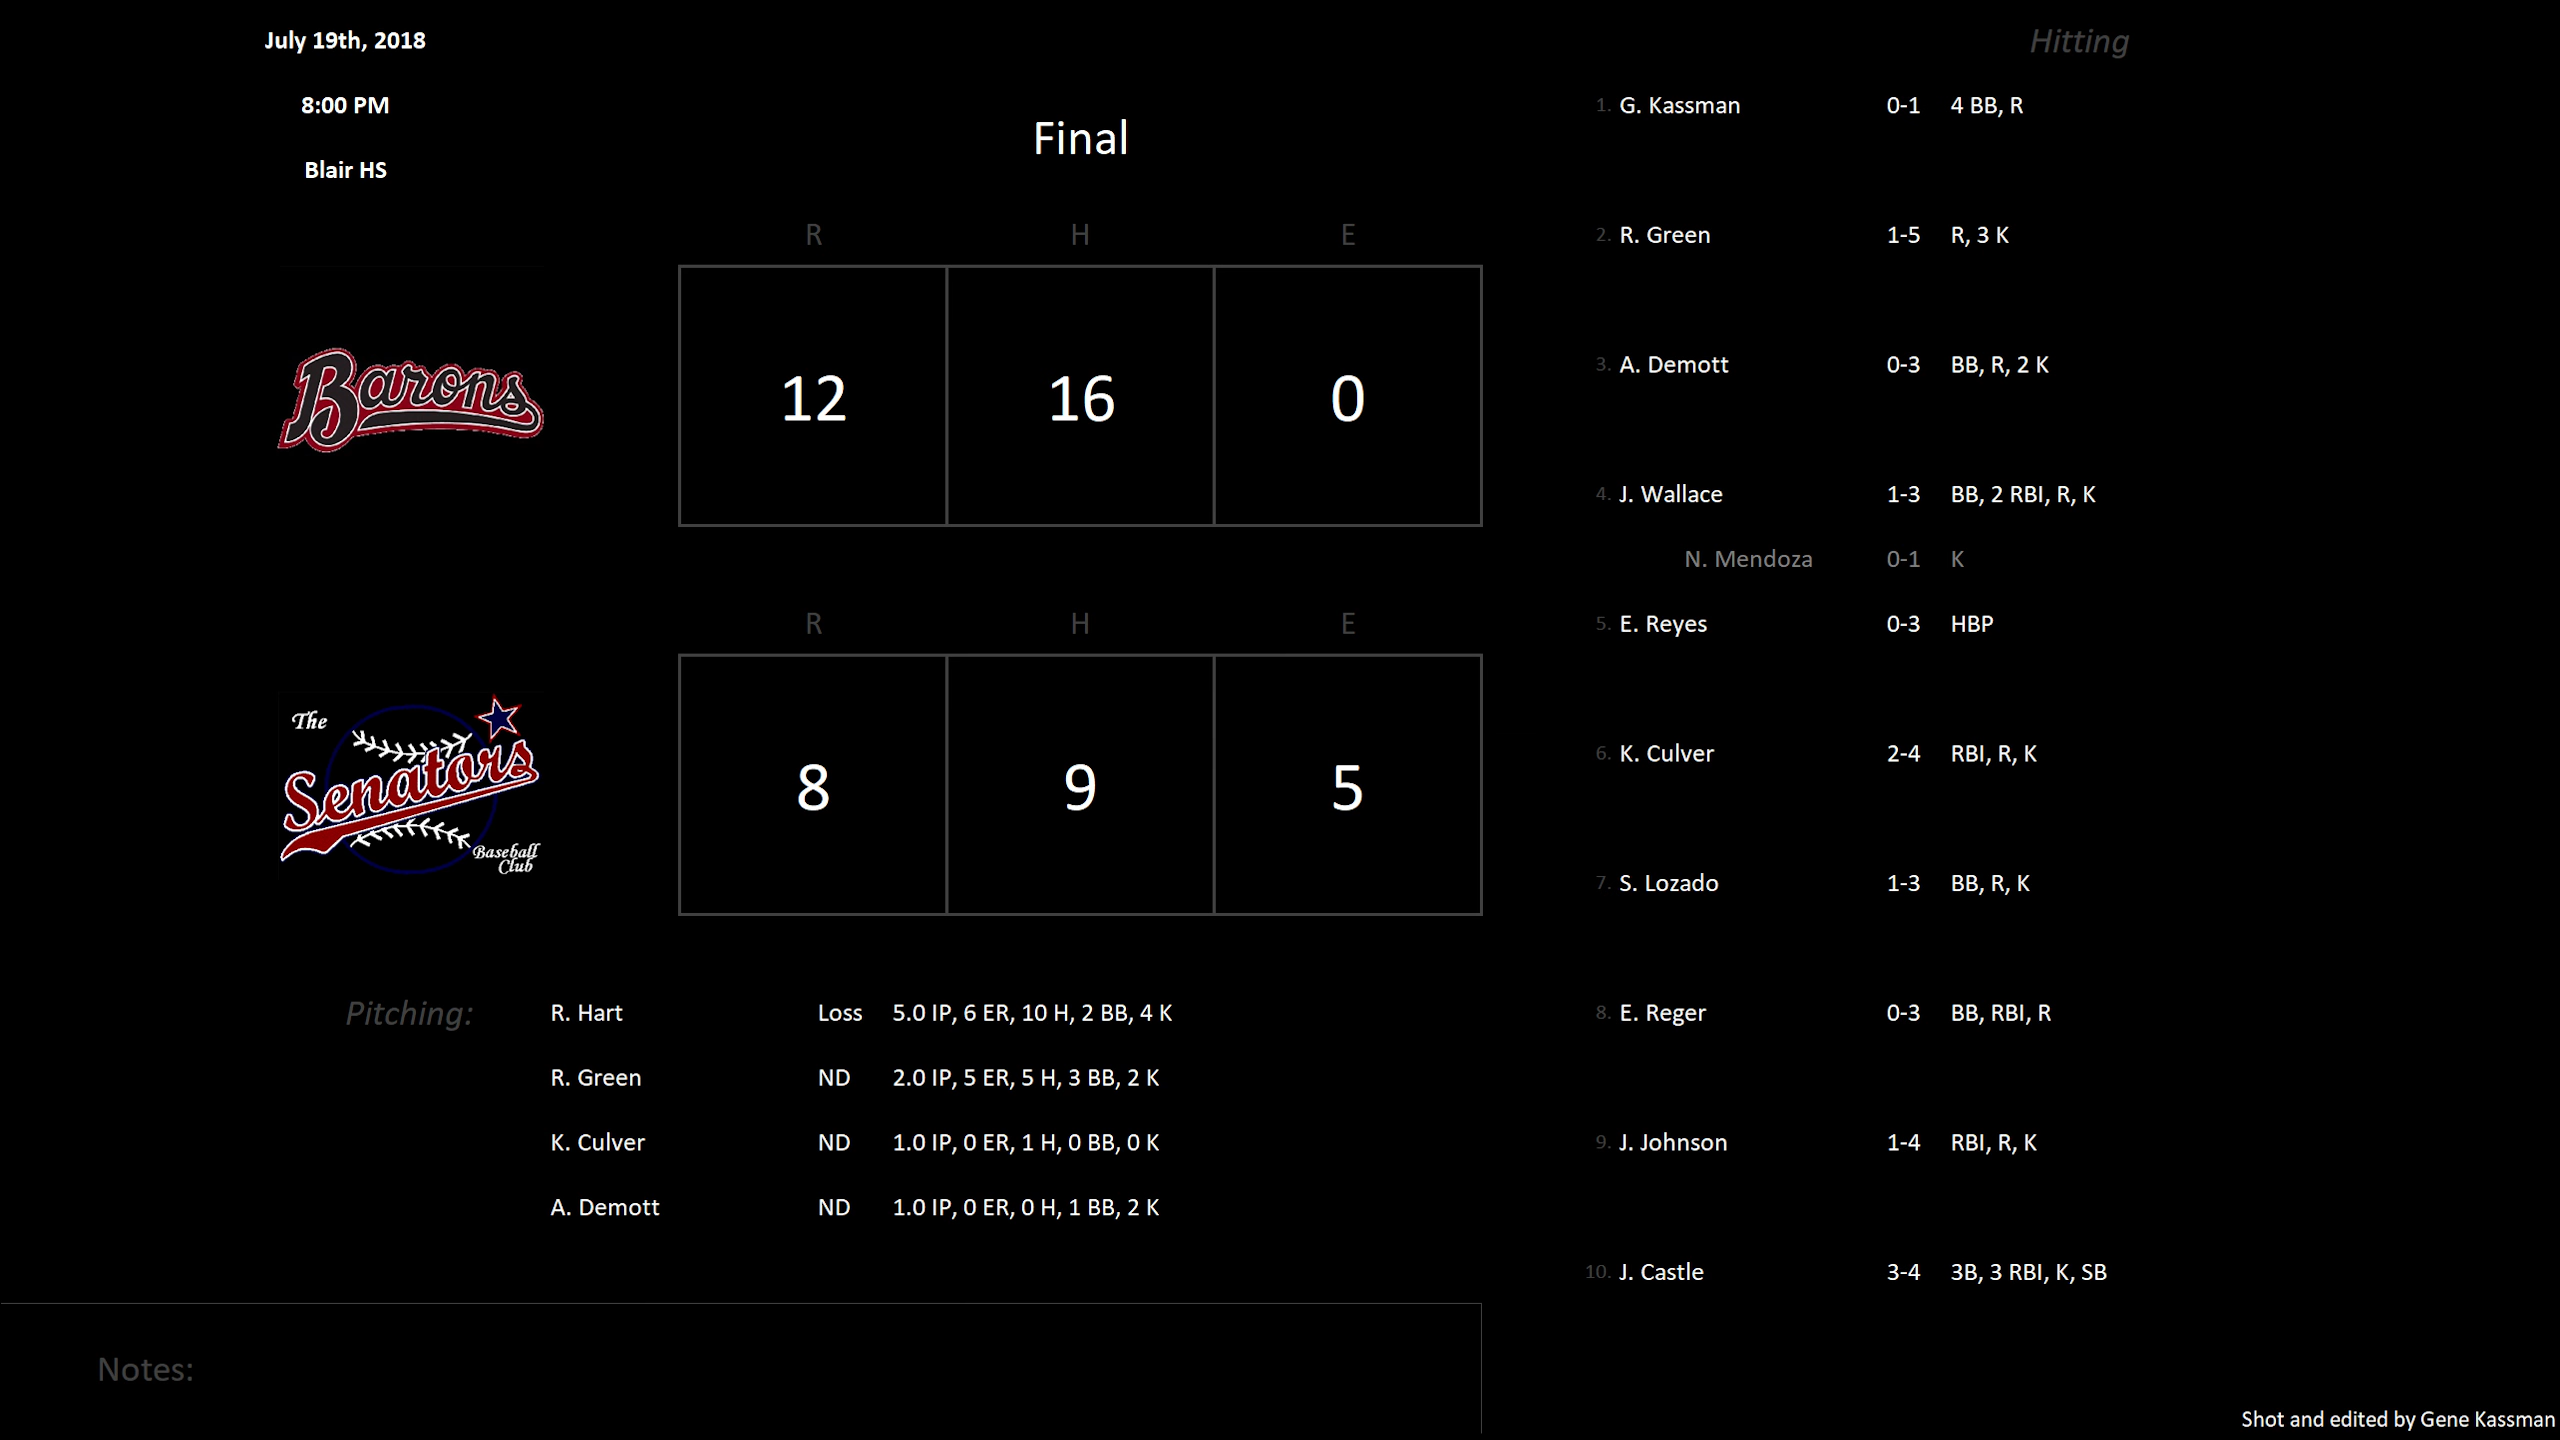 July 19th, 2018
8:00 PM
Blair HS
Final
R H E
Barons
12 16 0
R H E
The
Senators
Baseball
Club
8 9 5
Pitching:
R. Hart Loss 5.0 IP, 6 ER, 10 H, 2 BB, 4 K
R. Green ND 2.0 IP, 5 ER, 5 H, 3 BB, 2 K
K. Culver ND 1.0 IP, 0 ER, 1 H, 0 BB, 0 K
A. Demott ND 1.0 IP, 0 ER, 0 H, 1 BB, 2 K
Notes:
Hitting
1. G. Kassman 0-1 4 BB, R
2. R. Green 1-5 R, 3 K
3. A. Demott 0-3 BB, R, 2 K
4. J. Wallace 1-3 BB, 2 RBI, R, K
N. Mendoza 0-1 K
5. E. Reyes 0-3 HBP
6. K. Culver 2-4 RBI, R, K
7. S. Lozado 1-3 BB, R, K
8. E. Reger 0-3 BB, RBI, R
9. J. Johnson 1-4 RBI, R, K
10. J. Castle 3-4 3B, 3 RBI, K, SB
Shot and edited by Gene Kassman